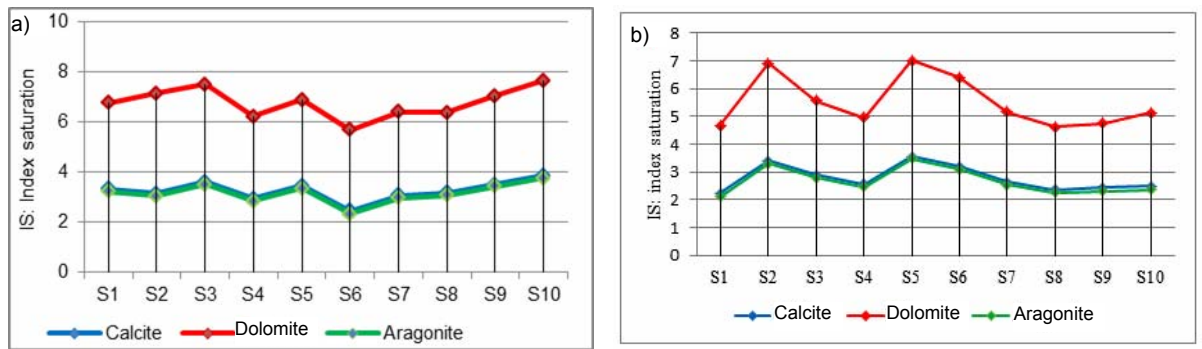 a)
IS: Index saturation
10
8
6
4
2
0
S1 S2 S3 S4 S5 S6 S7 S8 S9 S10
Calcite Dolomite Aragonite
b)
IS: index saturation
8
7
6
5
4
3
2
1
0
S1 S2 S3 S4 S5 S6 S7 S8 S9 S10
Calcite Dolomite Aragonite